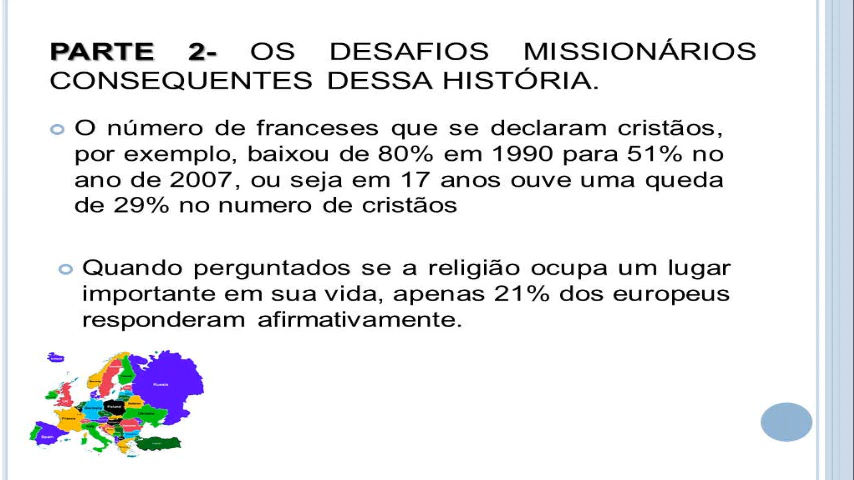 PARTE 2- OS DESAFIOS MISSIONÁRIOS
CONSEQUENTES DESSA HISTÓRIA.
O número de franceses que se declaram cristãos,
por exemplo, baixou de 80% em 1990 para 51% no
ano de 2007, ou seja em 17 anos ouve uma queda
de 29% no numero de cristãos
Quando perguntados se a religião ocupa um lugar
importante em sua vida, apenas 21% dos europeus
responderam afirmativamente.
Russia
Spain